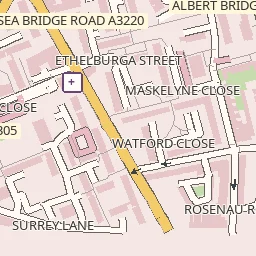 SEA BRIDGE ROAD A3220
ALBERT BRIDG
ETHELBURGA STREET
MASKELYNE CLOSE
CLOSE
305
WATFORD CLOSE
ROSENAU R
SURREY LANE